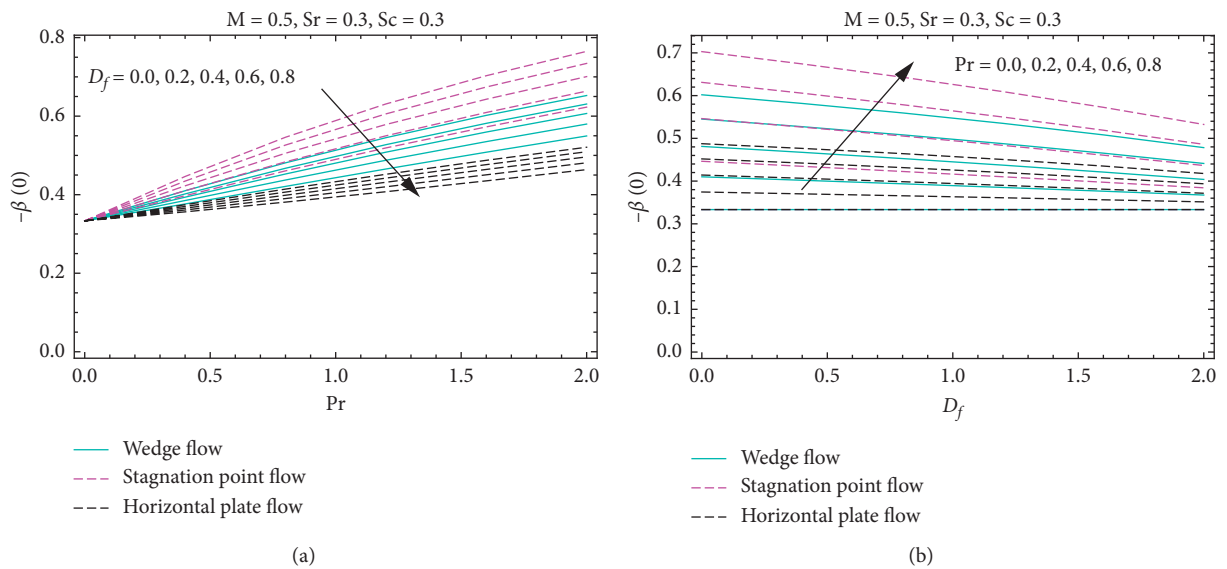 M = 0.5, Sr = 0.3, Sc = 0.3
0.8
0.6
0.4
0.2
0.0
−β (0)
D_f = 0.0, 0.2, 0.4, 0.6, 0.8
0.0 0.5 1.0 1.5 2.0
Pr
Wedge flow
Stagnation point flow
Horizontal plate flow
(a)
M = 0.5, Sr = 0.3, Sc = 0.3
0.7
0.6
0.5
0.4
0.3
0.2
0.1
0.0
−β (0)
Pr = 0.0, 0.2, 0.4, 0.6, 0.8
0.0 0.5 1.0 1.5 2.0
D_f
Wedge flow
Stagnation point flow
Horizontal plate flow
(b)